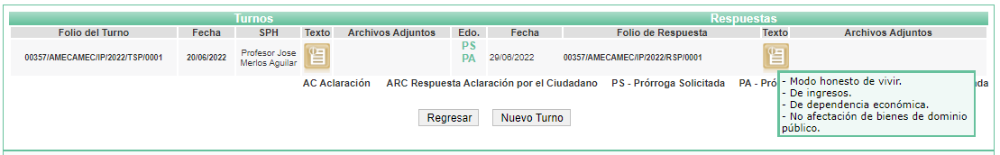 Turnos Respuestas
Folio del Turno Fecha SPH Texto Archivos Adjuntos Edo. Fecha Folio de Respuesta Texto Archivos Adjuntos
00357/AMECAMEC/IP/2022/TSP/0001 20/06/2022 Profesor Jose Merlos Aguilar PS PA 29/06/2022 00357/AMECAMEC/IP/2022/RSP/0001
AC Aclaración ARC Respuesta Aclaración por el Ciudadano PS - Prórroga Solicitada PA - Pró
- Modo honesto de vivir.
- De ingresos.
- De dependencia económica.
- No afectación de bienes de dominio
público.
Regresar Nuevo Turno